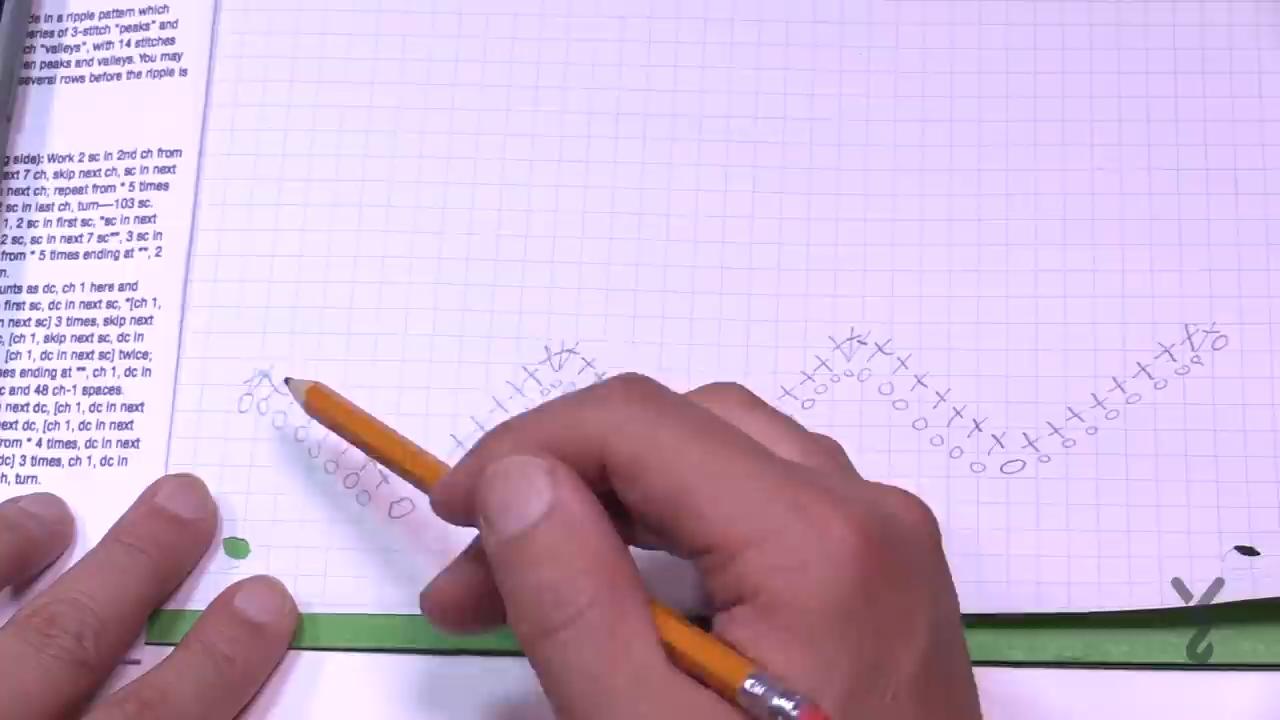 de in a ripple pattern which
eries of 3-stitch "peaks" and
ch "valleys", with 14 stitches
en peaks and valleys. You may
several rows before the ripple is
g side): Work 2 sc in 2nd ch from
ext 7 ch, skip next ch, sc in next
next ch; repeat from * 5 times
sc in last ch, turn—103 sc.
1, 2 sc in first sc, *sc in next
2 sc, sc in next 7 sc**, 3 sc in
from * 5 times ending at **, 2
n.
unts as dc, ch 1 here and
first sc, dc in next sc, *[ch 1,
n next sc] 3 times, skip next
, [ch 1, skip next sc, dc in
[ch 1, dc in next sc] twice;
es ending at **, ch 1, dc in
c and 48 ch-1 spaces.
next dc, [ch 1, dc in next
ext dc, [ch 1, dc in next
rom * 4 times, dc in next
dc] 3 times, ch 1, dc in
h, turn.